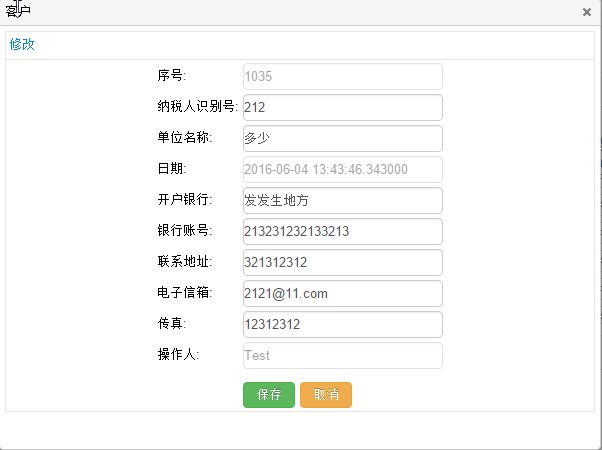 客户
修改
序号: 1035
纳税人识别号: 212
单位名称: 多少
日期: 2016-06-04 13:43:46.343000
开户银行: 发发生地方
银行账号: 213231232133213
联系地址: 321312312
电子信箱: 2121@11.com
传真: 12312312
操作人: Test
保存 取消